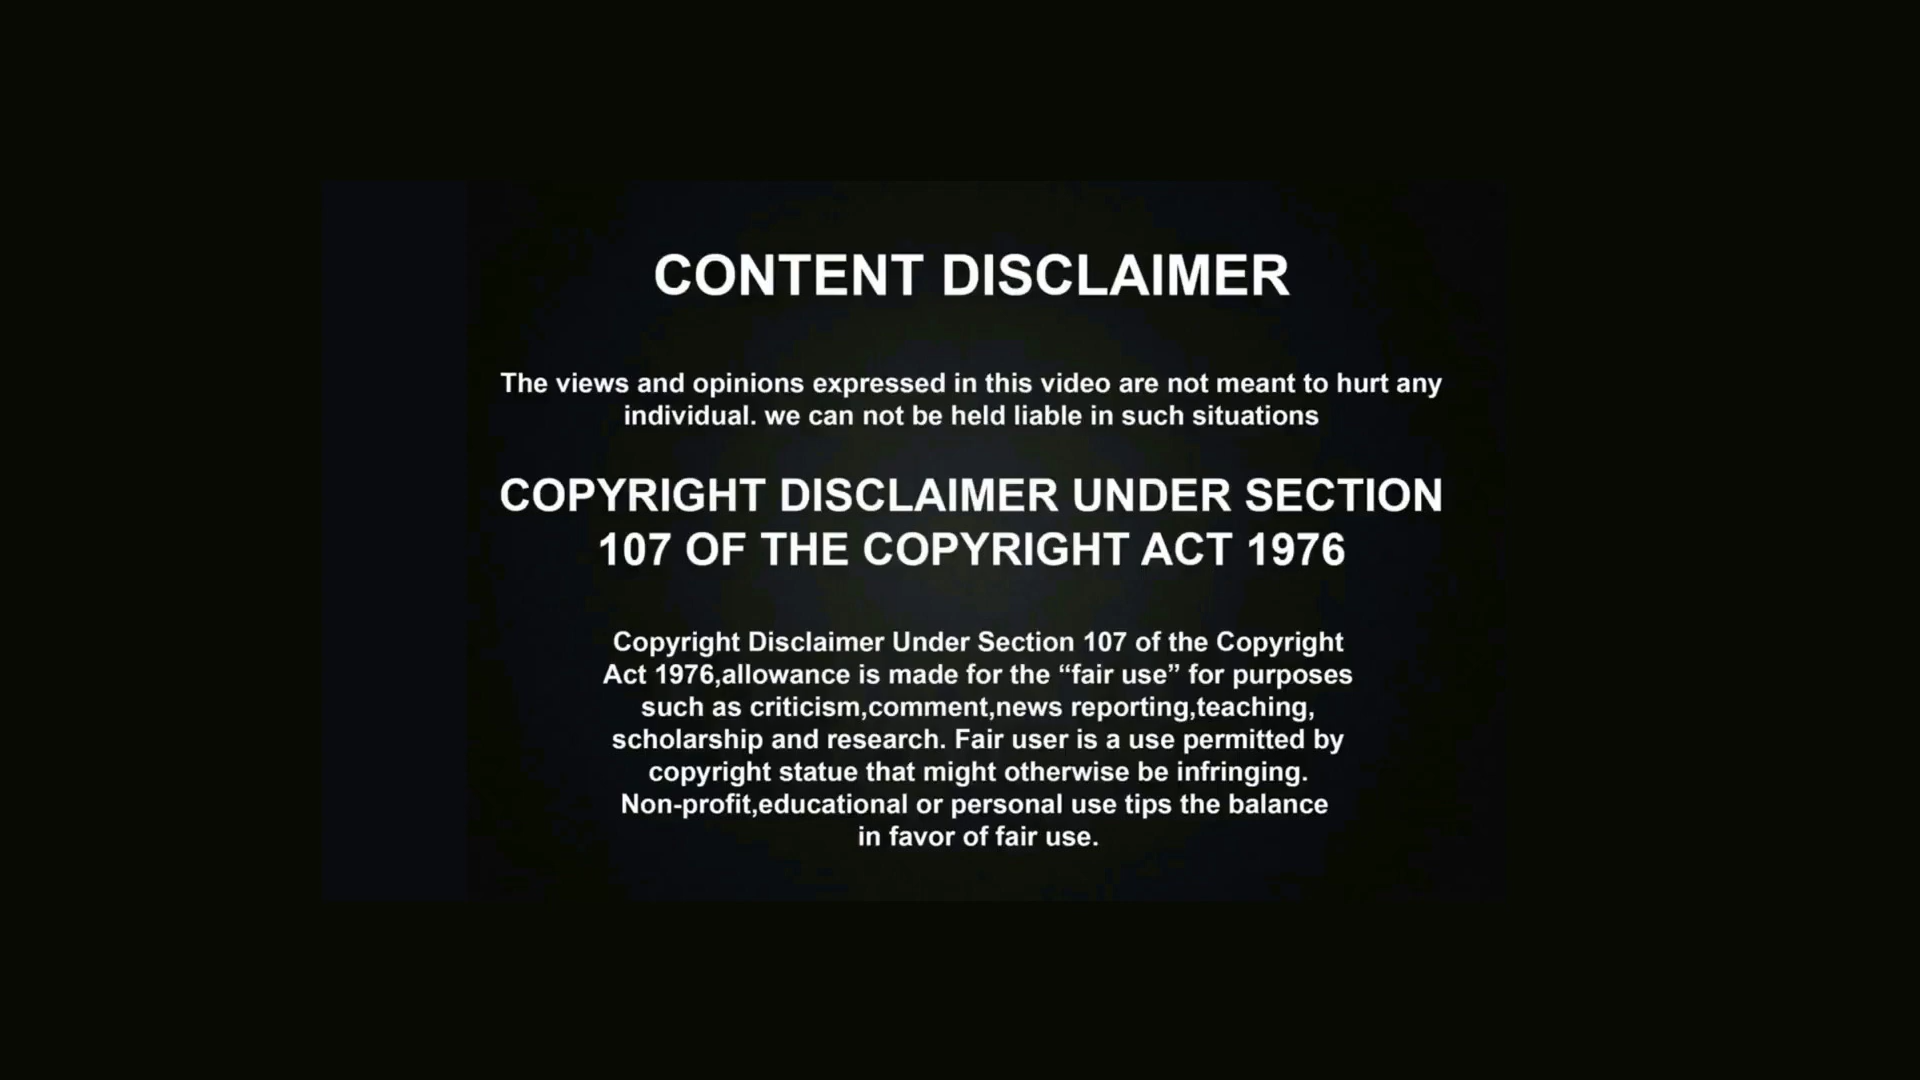 CONTENT DISCLAIMER
The views and opinions expressed in this video are not meant to hurt any
individual. we can not be held liable in such situations
COPYRIGHT DISCLAIMER UNDER SECTION
107 OF THE COPYRIGHT ACT 1976
Copyright Disclaimer Under Section 107 of the Copyright
Act 1976,allowance is made for the “fair use” for purposes
such as criticism,comment,news reporting,teaching,
scholarship and research. Fair user is a use permitted by
copyright statue that might otherwise be infringing.
Non-profit,educational or personal use tips the balance
in favor of fair use.